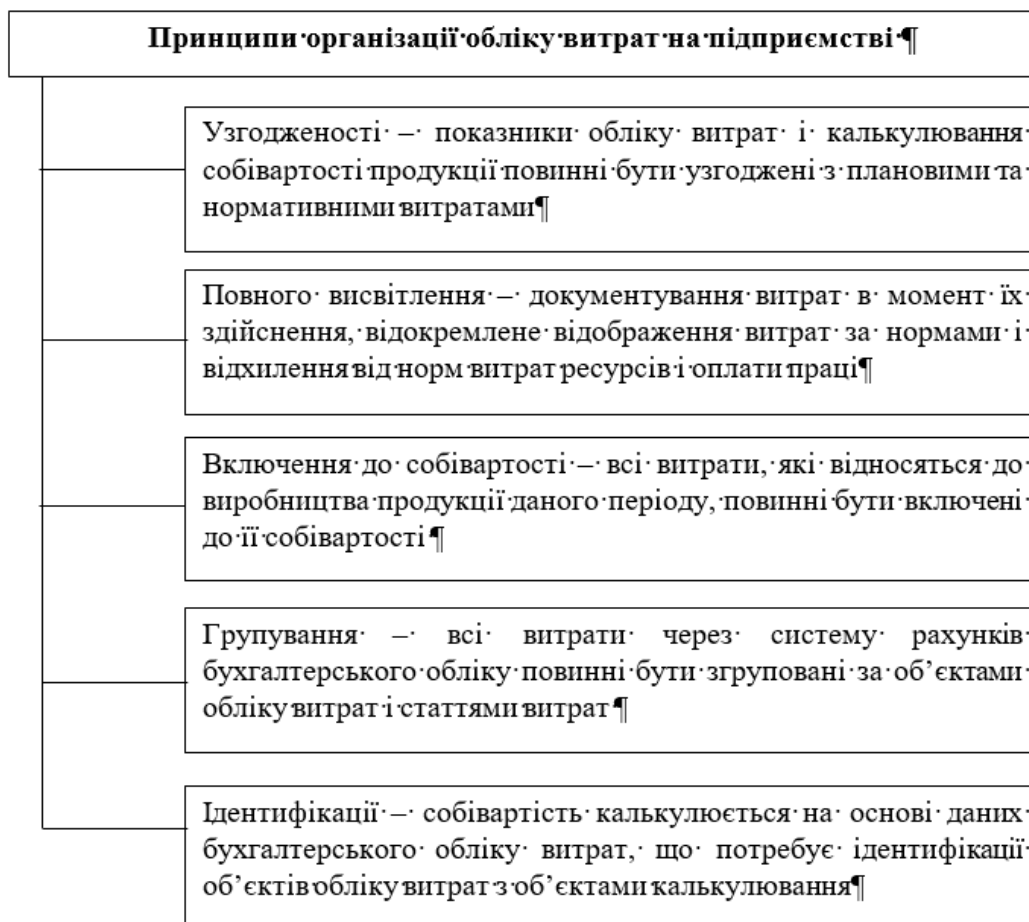 Принципи·організації·обліку·витрат·на·підприємстві·¶
Узгодженості· –· показники· обліку· витрат· і· калькулювання·
собівартості·продукції·повинні·бути·узгоджені·з·плановими·та·
нормативними·витратами¶
Повного· висвітлення·–· документування· витрат· в· момент· їх·
здійснення,·відокремлене·відображення·витрат·за·нормами·і·
відхилення·від·норм·витрат·ресурсів·і·оплати·праці¶
Включення·до·собівартості·–·всі·витрати,·які·відносяться·до·
виробництва·продукції·даного·періоду,·повинні·бути·включені·
до·її·собівартості·¶
Групування· –· всі· витрати· через· систему· рахунків·
бухгалтерського·обліку·повинні·бути·згруповані·за·об’єктами·
обліку·витрат·і·статтями·витрат·¶
Ідентифікації·–·собівартість·калькулюється·на·основі·даних·
бухгалтерського· обліку· витрат,· що· потребує· ідентифікації·
об’єктів·обліку·витрат·з·об’єктами·калькулювання¶